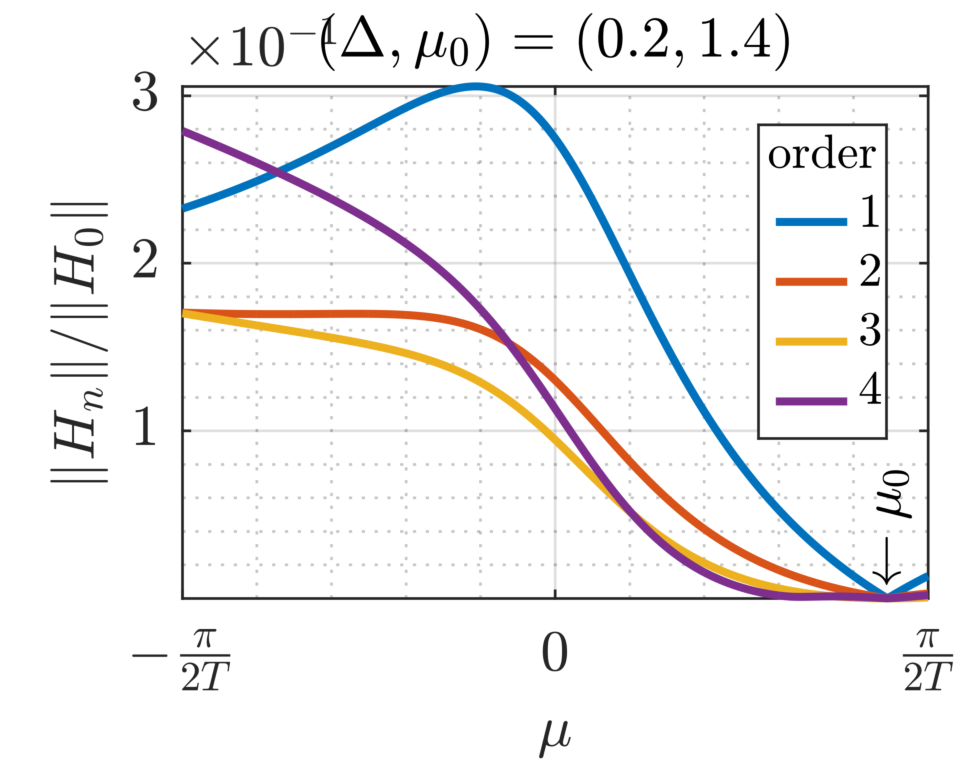 ×10⁻¹
(Δ, μ₀) = (0.2, 1.4)
3
2
1
‖Hₙ‖/‖H₀‖
order
1
2
3
4
μ₀
−π/2T
0
π/2T
μ